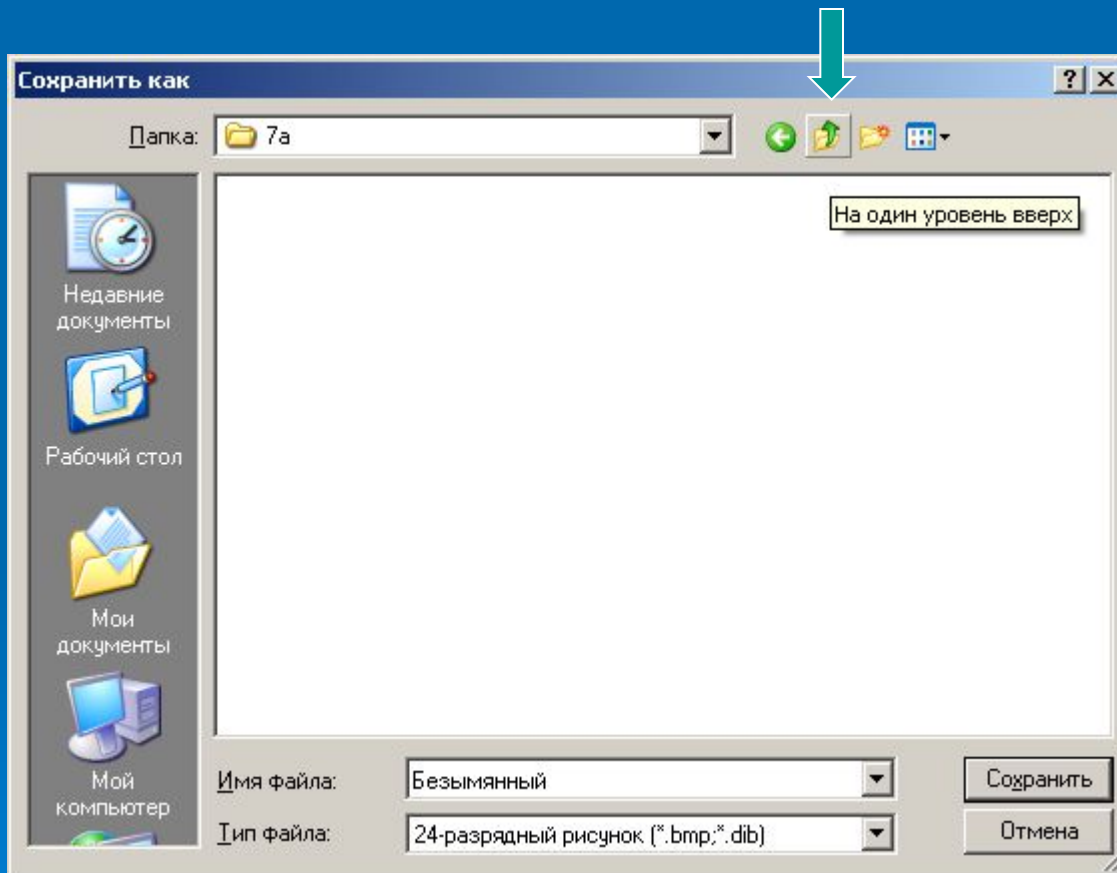 Сохранить как
Папка: 7а
На один уровень вверх
Недавние
документы
Рабочий стол
Мои
документы
Мой
компьютер
Имя файла: Безымянный Сохранить
Тип файла: 24-разрядный рисунок (*.bmp;*.dib) Отмена